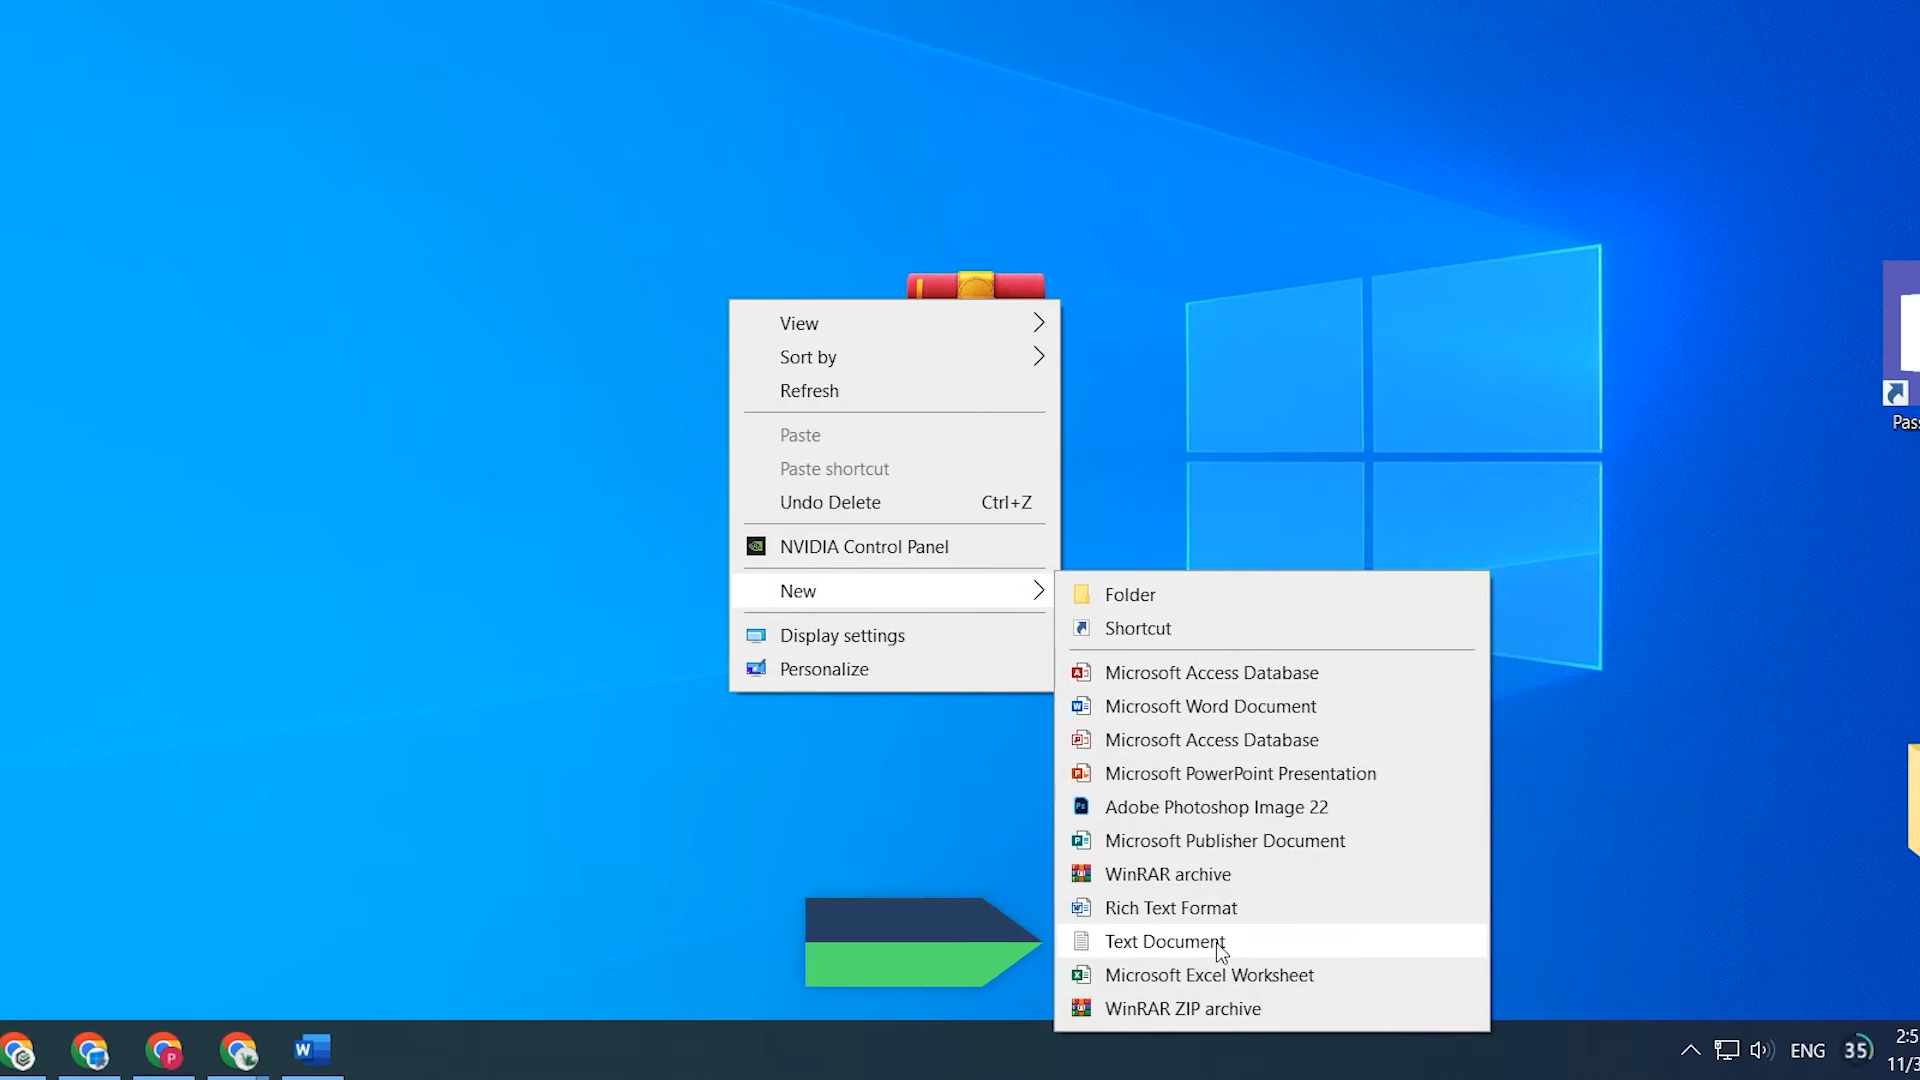 View
Sort by
Refresh
Paste
Paste shortcut
Undo Delete Ctrl+Z
NVIDIA Control Panel
New
Display settings
Personalize
Folder
Shortcut
Microsoft Access Database
Microsoft Word Document
Microsoft Access Database
Microsoft PowerPoint Presentation
Adobe Photoshop Image 22
Microsoft Publisher Document
WinRAR archive
Rich Text Format
Text Document
Microsoft Excel Worksheet
WinRAR ZIP archive
Pass
ENG
35
2:5
11/3